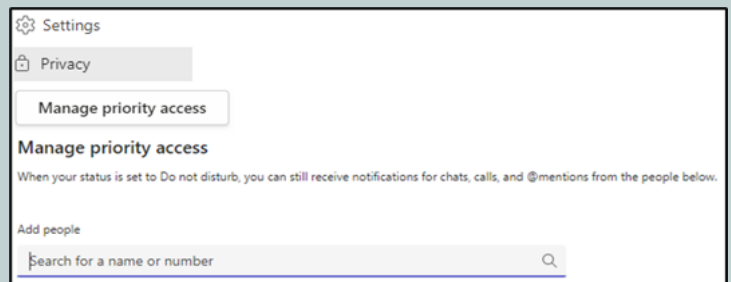 Settings
Privacy
Manage priority access
Manage priority access
When your status is set to Do not disturb, you can still receive notifications for chats, calls, and @mentions from the people below.
Add people
Search for a name or number